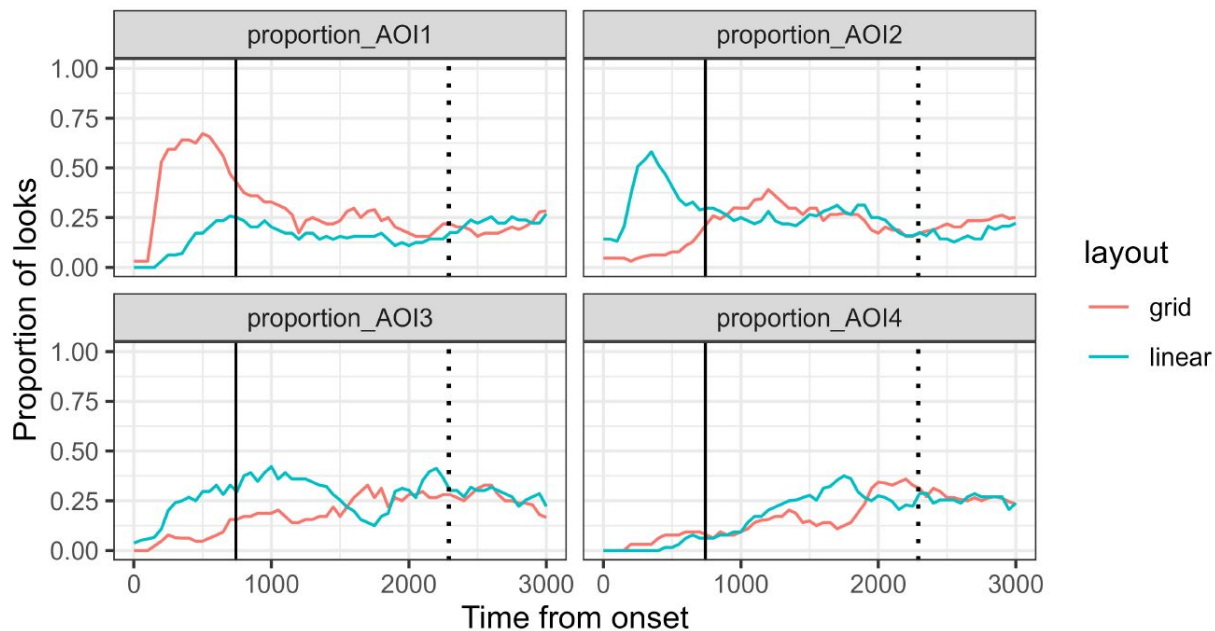 proportion_AOI1
proportion_AOI2
1.00
0.75
0.50
0.25
0.00
proportion_AOI3
proportion_AOI4
1.00
0.75
0.50
0.25
0.00
0
1000
2000
3000
0
1000
2000
3000
Time from onset
Proportion of looks
layout
grid
linear